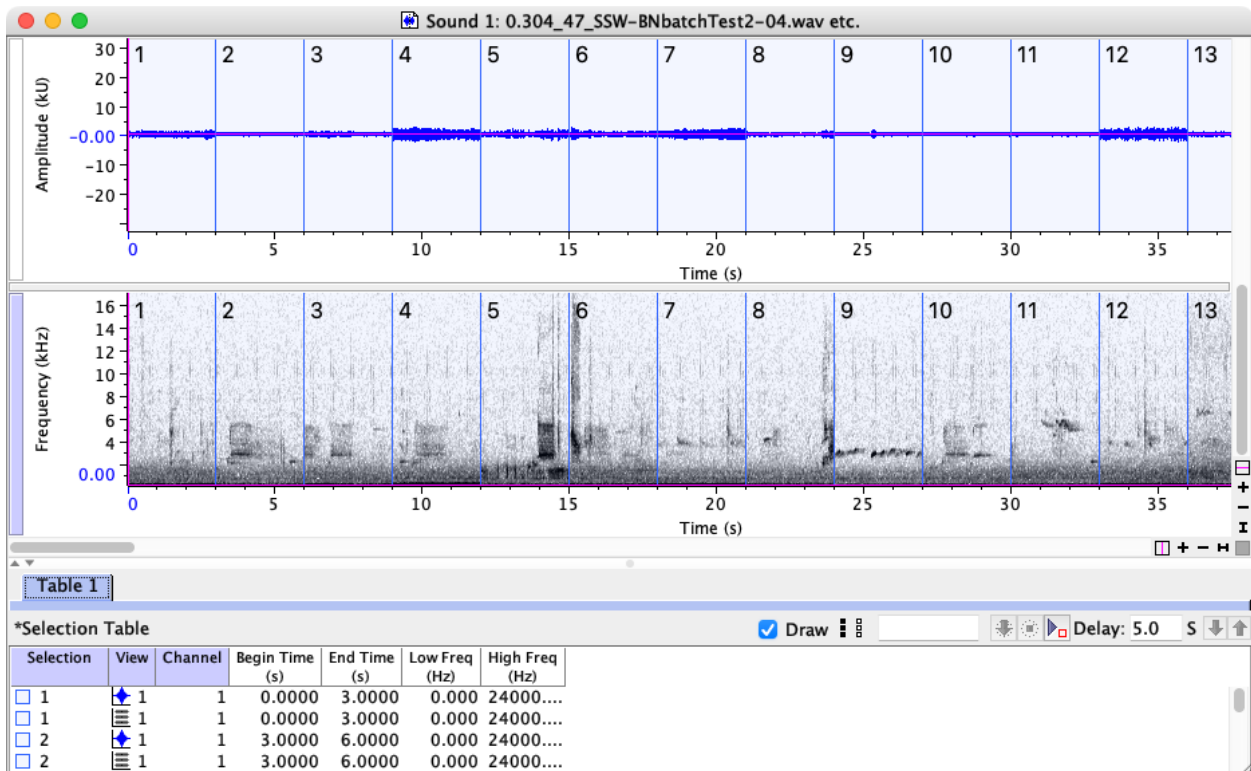 Sound 1: 0.304_47_SSW-BNbatchTest2-04.wav etc.
Amplitude (kU)
30
20
10
-0.00
-10
-20
1 2 3 4 5 6 7 8 9 10 11 12 13
0 5 10 15 20 25 30 35
Time (s)
Frequency (kHz)
16
14
12
10
8
6
4
0.00
1 2 3 4 5 6 7 8 9 10 11 12 13
0 5 10 15 20 25 30 35
Time (s)
Table 1
*Selection Table Draw Delay: 5.0 S
Selection View Channel Begin Time (s) End Time (s) Low Freq (Hz) High Freq (Hz)
1 1 1 0.0000 3.0000 0.000 24000....
1 1 1 0.0000 3.0000 0.000 24000....
2 1 1 3.0000 6.0000 0.000 24000....
2 1 1 3.0000 6.0000 0.000 24000....